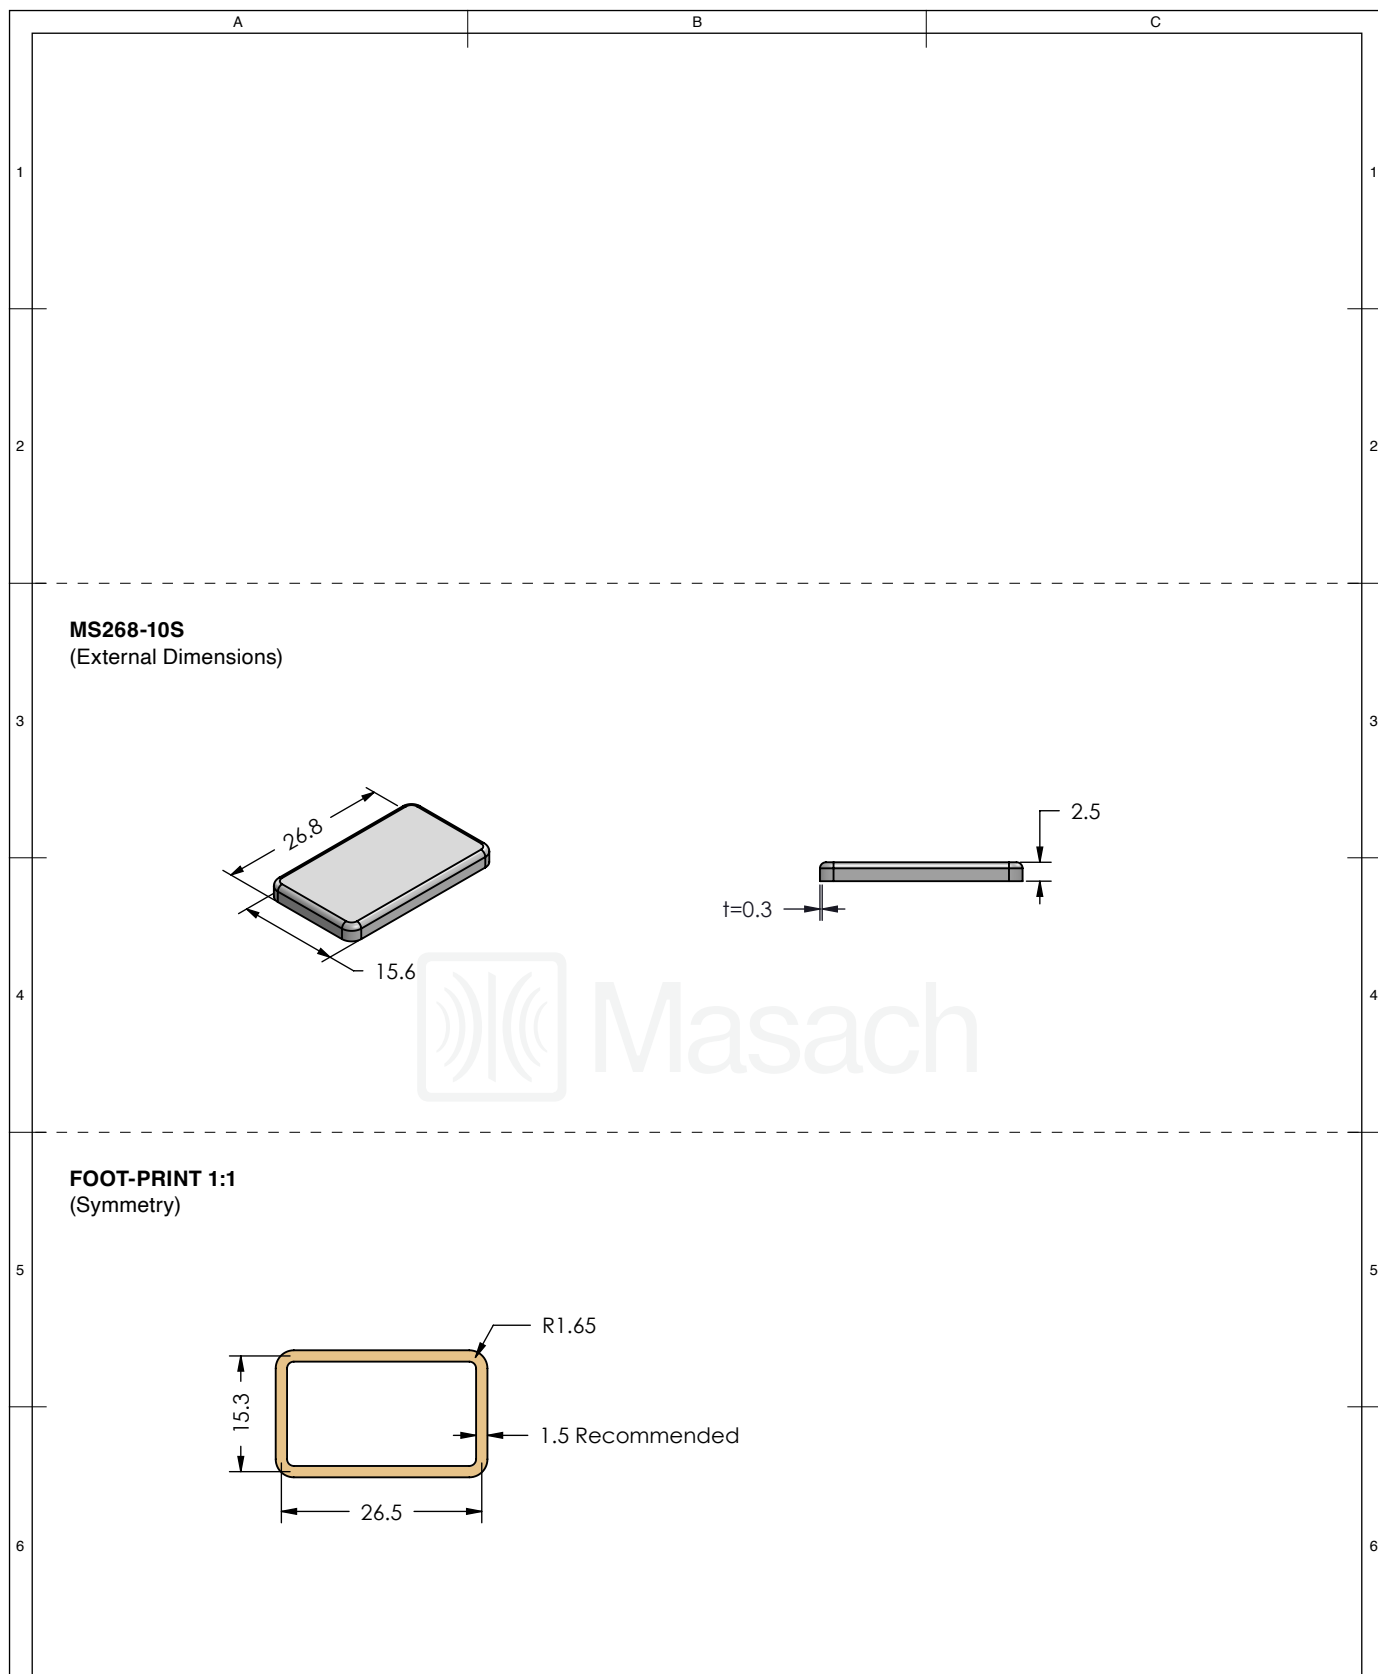 A B C
1 1
2 2
MS268-10S
(External Dimensions)
3 3
26.8
2.5
t=0.3
15.6
4 4
Masach
FOOT-PRINT 1:1
(Symmetry)
5 5
R1.65
15.3
1.5 Recommended
26.5
6 6